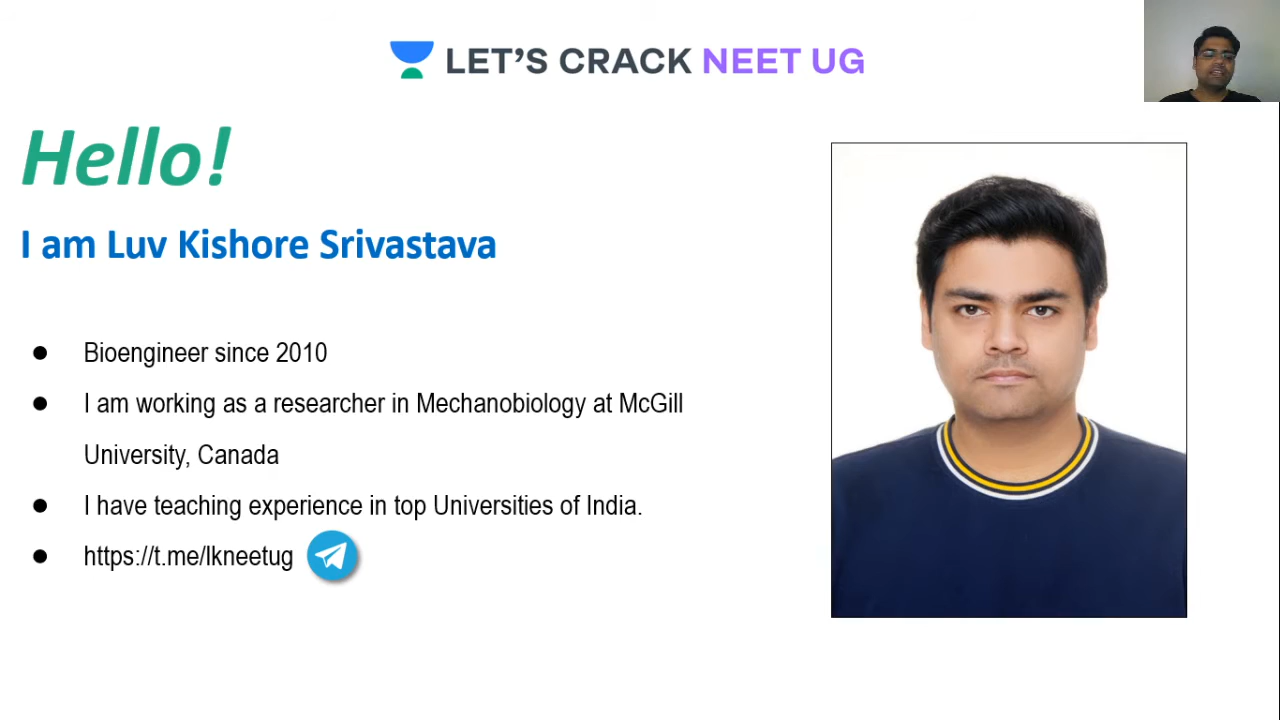 LET'S CRACK NEET UG
Hello!
I am Luv Kishore Srivastava
● Bioengineer since 2010
● I am working as a researcher in Mechanobiology at McGill
University, Canada
● I have teaching experience in top Universities of India.
● https://t.me/lkneetug